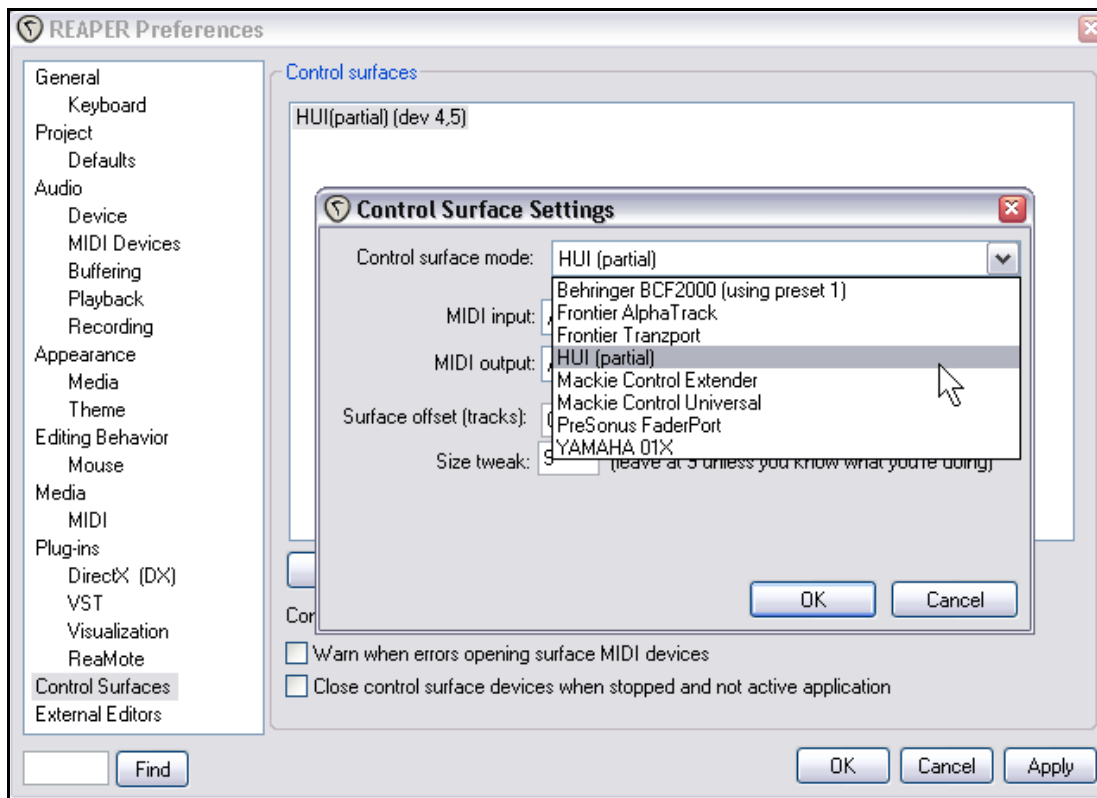 REAPER Preferences
General
Keyboard
Project
Defaults
Audio
Device
MIDI Devices
Buffering
Playback
Recording
Appearance
Media
Theme
Editing Behavior
Mouse
Media
MIDI
Plug-ins
DirectX (DX)
VST
Visualization
ReaMote
Control Surfaces
External Editors
Find
Control surfaces
HUI(partial) (dev 4,5)
Control Surface Settings
Control surface mode: HUI (partial)
Behringer BCF2000 (using preset 1)
Frontier AlphaTrack
Frontier Tranzport
HUI (partial)
Mackie Control Extender
Mackie Control Universal
PreSonus FaderPort
YAMAHA 01X
MIDI input:
MIDI output:
Surface offset (tracks):
Size tweak: 9 (leave at 9 unless you know what you're doing)
OK Cancel
Warn when errors opening surface MIDI devices
Close control surface devices when stopped and not active application
OK Cancel Apply